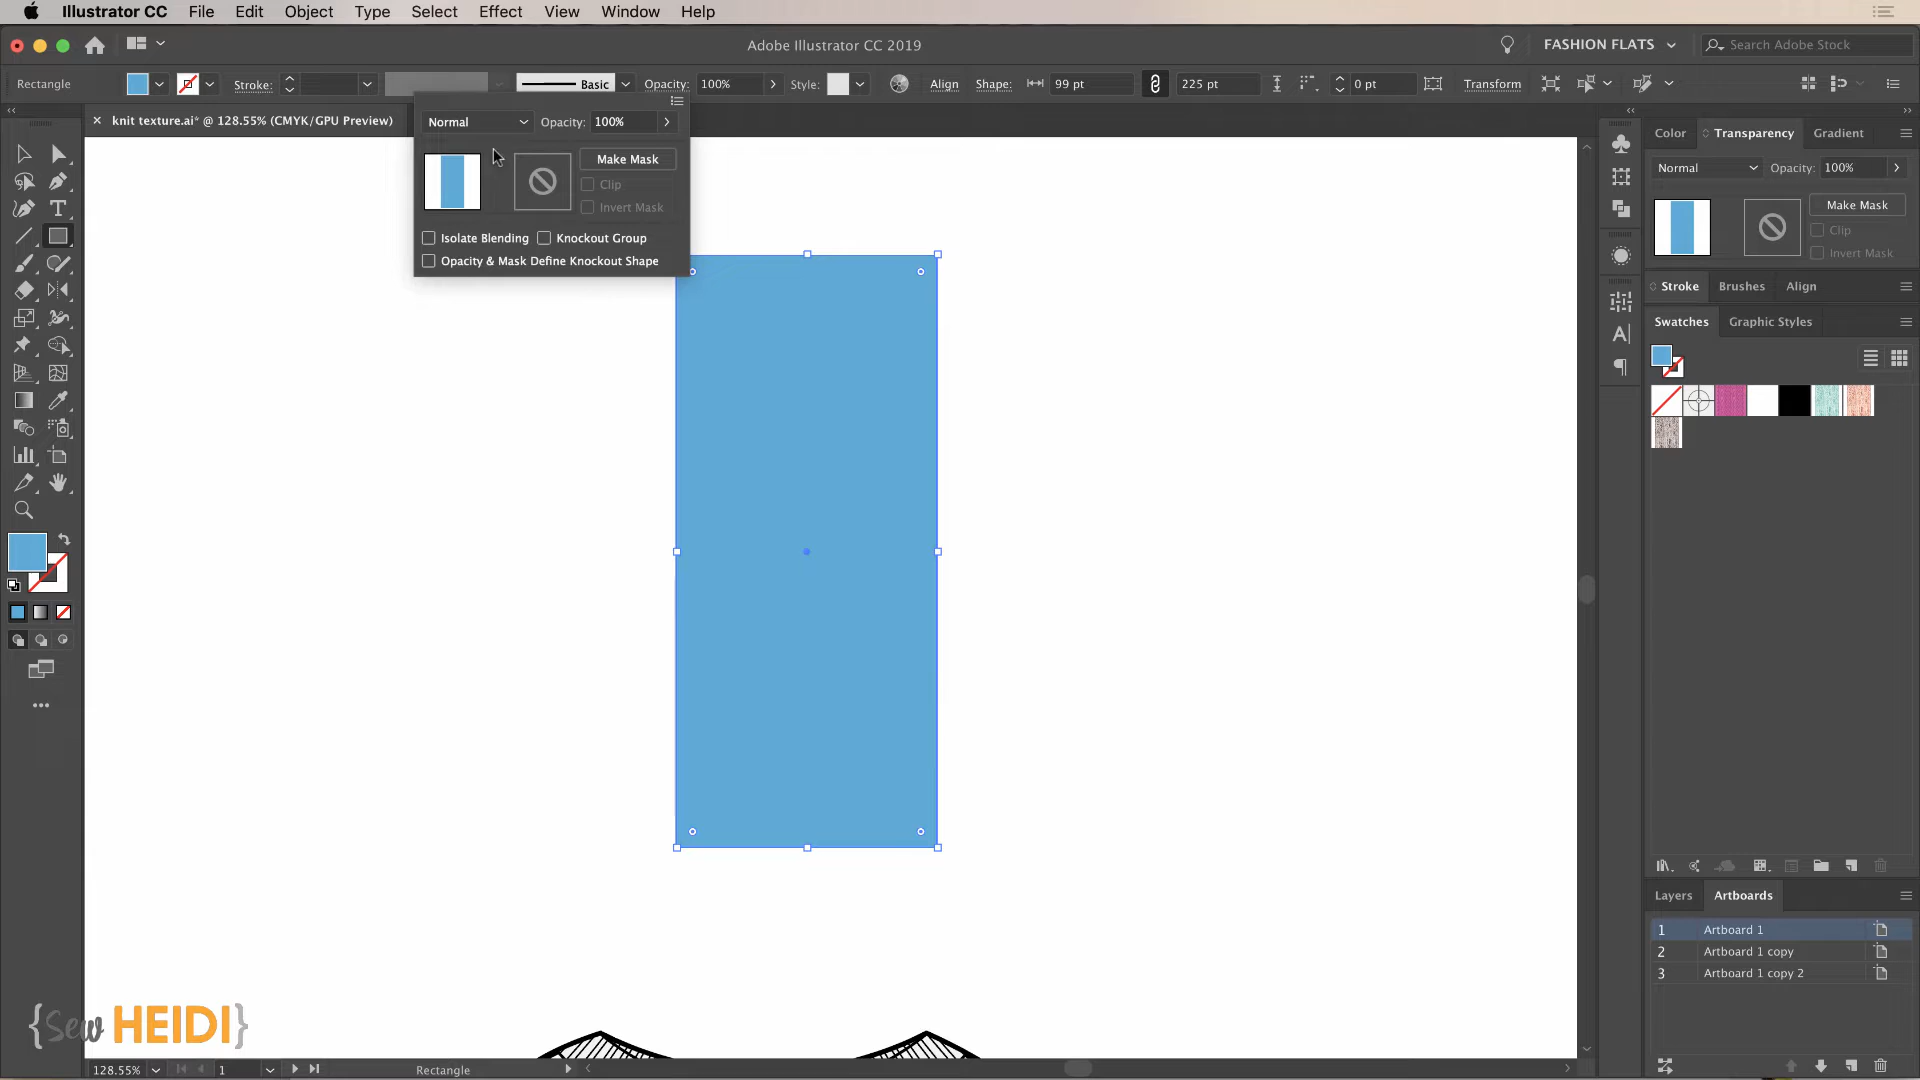 Illustrator CC File Edit Object Type Select Effect View Window Help
Adobe Illustrator CC 2019
FASHION FLATS
Search Adobe Stock
Rectangle
Stroke:
Basic
Opacity: 100%
Style:
Align
Shape:
99 pt
225 pt
0 pt
Transform
× knit texture.ai* @ 128.55% (CMYK/GPU Preview)
Normal
Opacity: 100%
Make Mask
Clip
Invert Mask
Isolate Blending
Knockout Group
Opacity & Mask Define Knockout Shape
Color Transparency Gradient
Normal
Opacity: 100%
Make Mask
Clip
Invert Mask
Stroke Brushes Align
Swatches Graphic Styles
Layers Artboards
1 Artboard 1
2 Artboard 1 copy
3 Artboard 1 copy 2
{Sew HEIDI}
128.55%
1
Rectangle